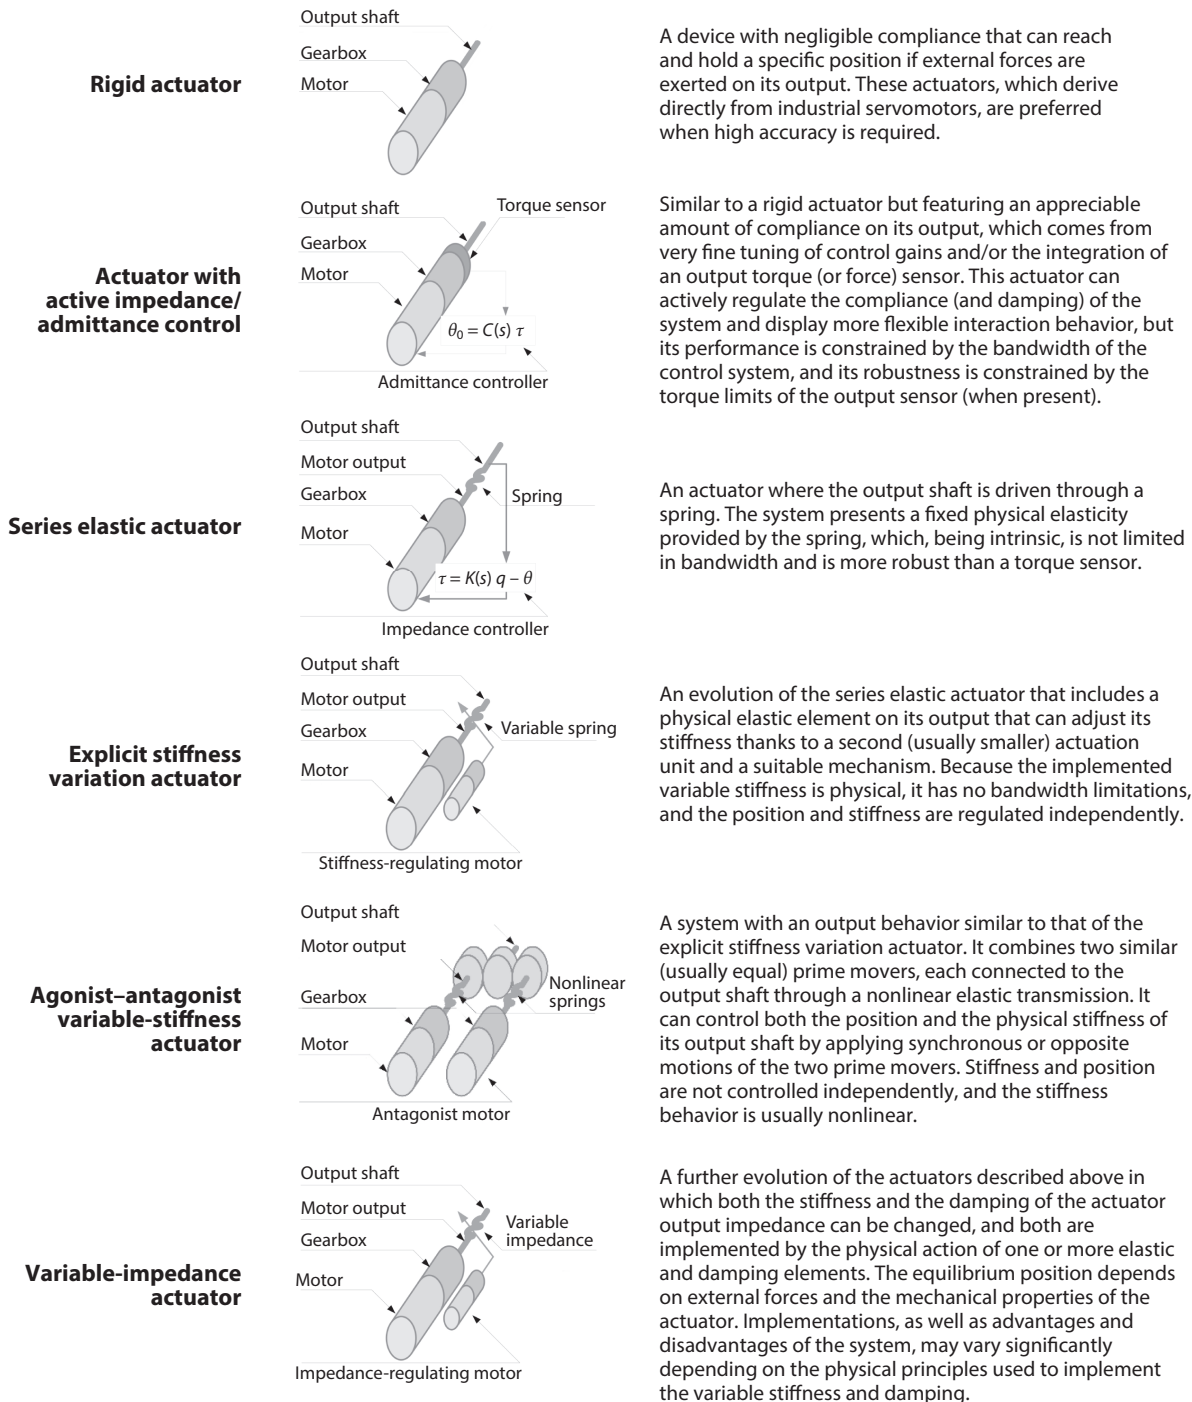 Rigid actuator
Output shaft
Gearbox
Motor
A device with negligible compliance that can reach
and hold a specific position if external forces are
exerted on its output. These actuators, which derive
directly from industrial servomotors, are preferred
when high accuracy is required.
Actuator with
active impedance/
admittance control
Output shaft
Torque sensor
Gearbox
Motor
θ₀ = C(s) τ
Admittance controller
Similar to a rigid actuator but featuring an appreciable
amount of compliance on its output, which comes from
very fine tuning of control gains and/or the integration of
an output torque (or force) sensor. This actuator can
actively regulate the compliance (and damping) of the
system and display more flexible interaction behavior, but
its performance is constrained by the bandwidth of the
control system, and its robustness is constrained by the
torque limits of the output sensor (when present).
Series elastic actuator
Output shaft
Motor output
Gearbox
Spring
Motor
τ = K(s) q – θ
Impedance controller
An actuator where the output shaft is driven through a
spring. The system presents a fixed physical elasticity
provided by the spring, which, being intrinsic, is not limited
in bandwidth and is more robust than a torque sensor.
Explicit stiffness
variation actuator
Output shaft
Motor output
Gearbox
Variable spring
Motor
Stiffness-regulating motor
An evolution of the series elastic actuator that includes a
physical elastic element on its output that can adjust its
stiffness thanks to a second (usually smaller) actuation
unit and a suitable mechanism. Because the implemented
variable stiffness is physical, it has no bandwidth limitations,
and the position and stiffness are regulated independently.
Agonist–antagonist
variable-stiffness
actuator
Output shaft
Motor output
Gearbox
Nonlinear
springs
Motor
Antagonist motor
A system with an output behavior similar to that of the
explicit stiffness variation actuator. It combines two similar
(usually equal) prime movers, each connected to the
output shaft through a nonlinear elastic transmission. It
can control both the position and the physical stiffness of
its output shaft by applying synchronous or opposite
motions of the two prime movers. Stiffness and position
are not controlled independently, and the stiffness
behavior is usually nonlinear.
Variable-impedance
actuator
Output shaft
Motor output
Gearbox
Variable
impedance
Motor
Impedance-regulating motor
A further evolution of the actuators described above in
which both the stiffness and the damping of the actuator
output impedance can be changed, and both are
implemented by the physical action of one or more elastic
and damping elements. The equilibrium position depends
on external forces and the mechanical properties of the
actuator. Implementations, as well as advantages and
disadvantages of the system, may vary significantly
depending on the physical principles used to implement
the variable stiffness and damping.